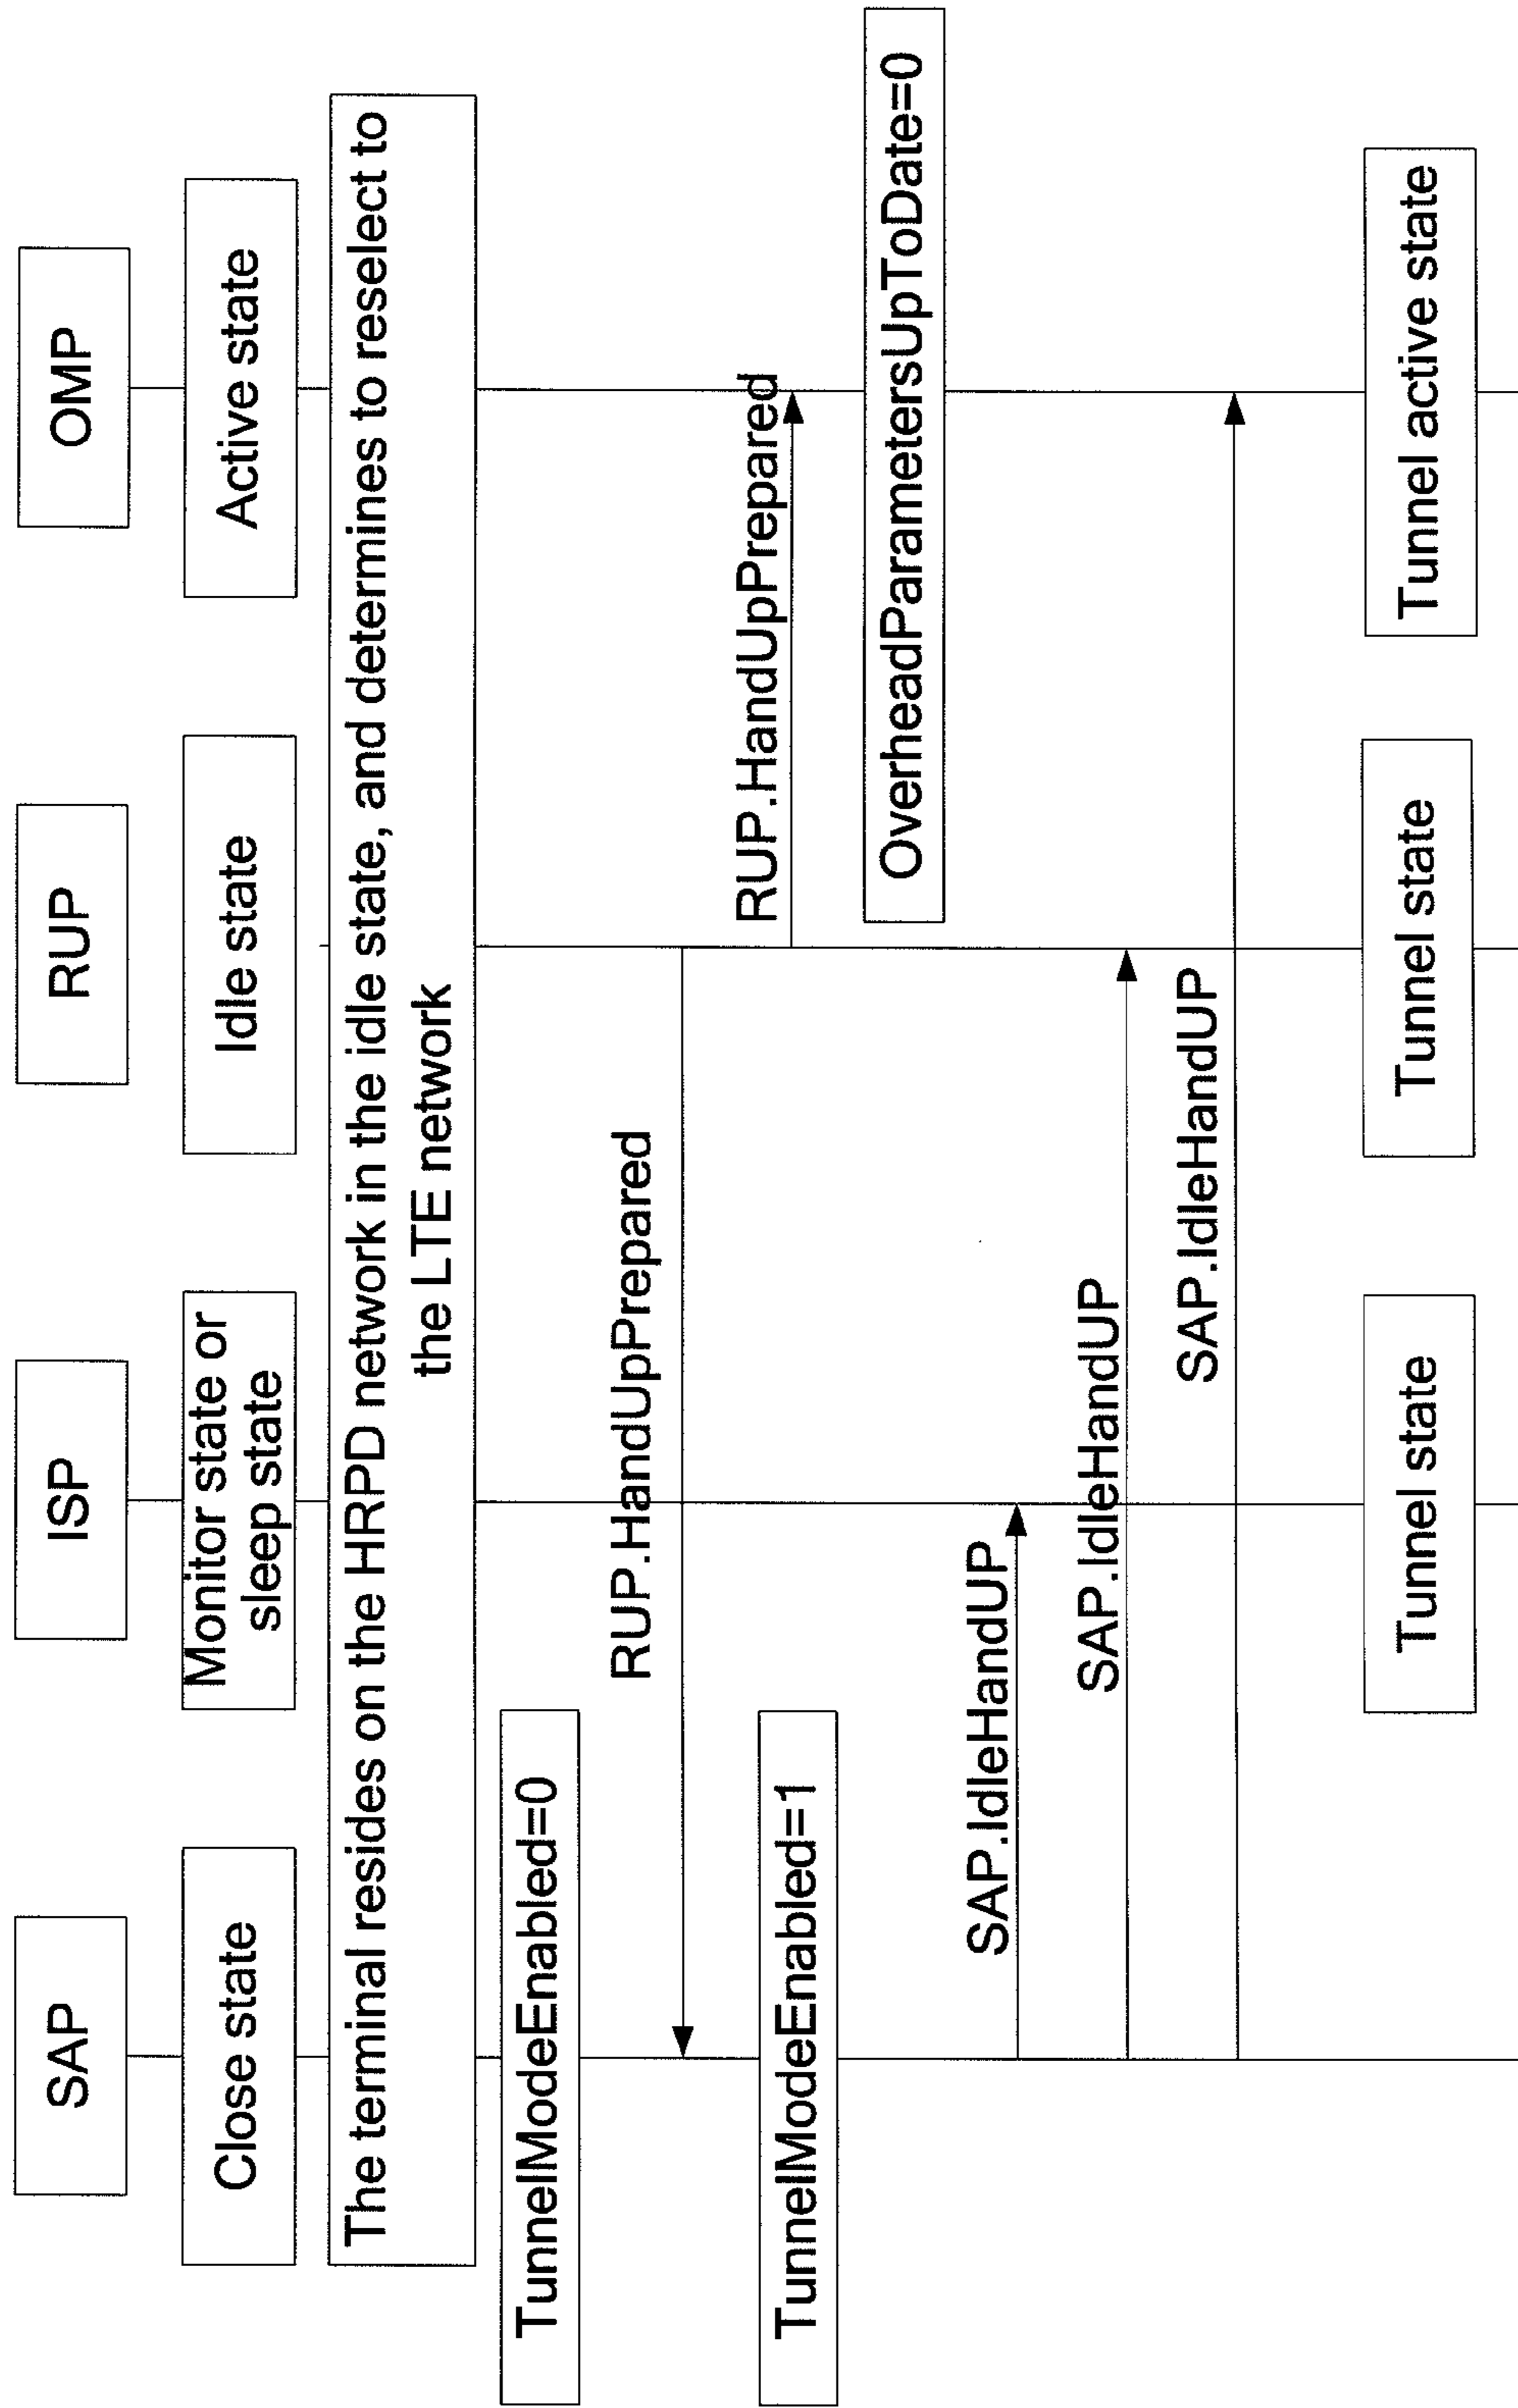 SAP
ISP
RUP
OMP
Close state
Monitor state or
sleep state
Idle state
Active state
The terminal resides on the HRPD network in the idle state, and determines to reselect to
the LTE network
TunnelModeEnabled=0
RUP.HandUpPrepared
RUP.HandUpPrepared
TunnelModeEnabled=1
OverheadParametersUpToDate=0
SAP.IdleHandUP
SAP.IdleHandUP
SAP.IdleHandUP
Tunnel state
Tunnel state
Tunnel active state